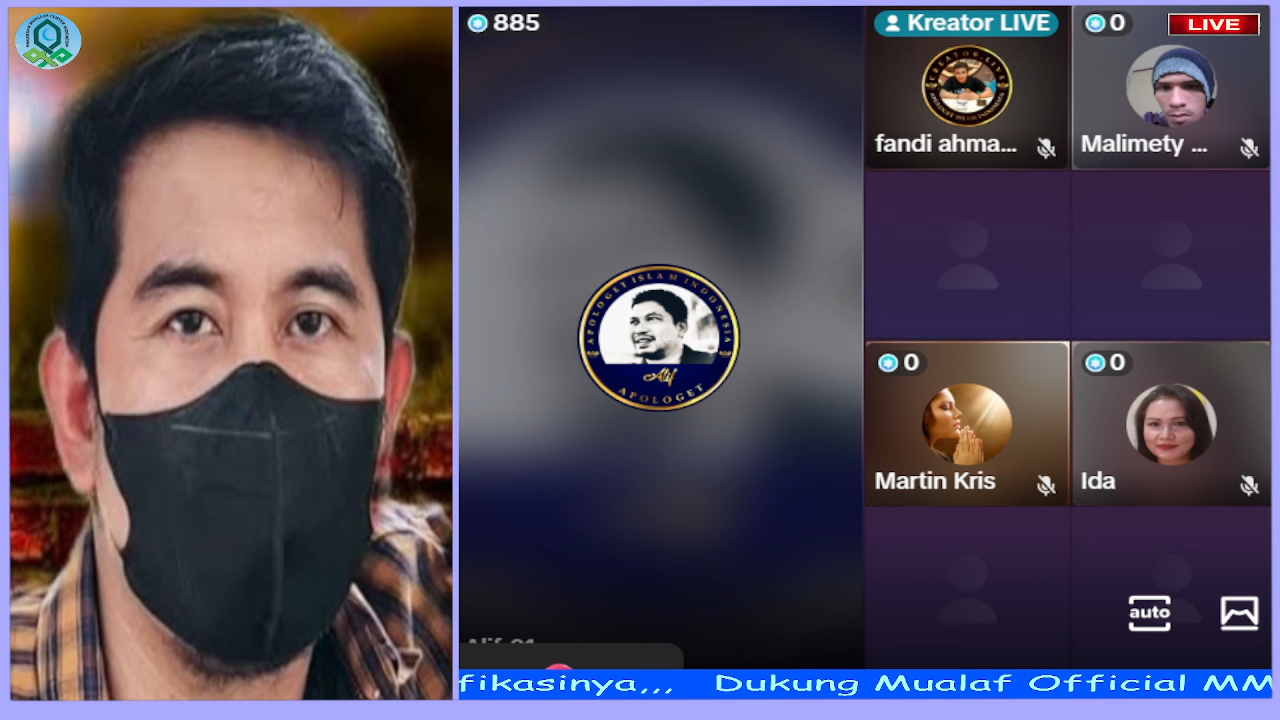 885
Kreator LIVE
0
LIVE
fandi ahma...
Malimety ...
APOLOGET ISLAM INDONESIA
Alif
APOLOGET
0
0
Martin Kris
Ida
auto
fikasinya,,, Dukung Mualaf Official MM